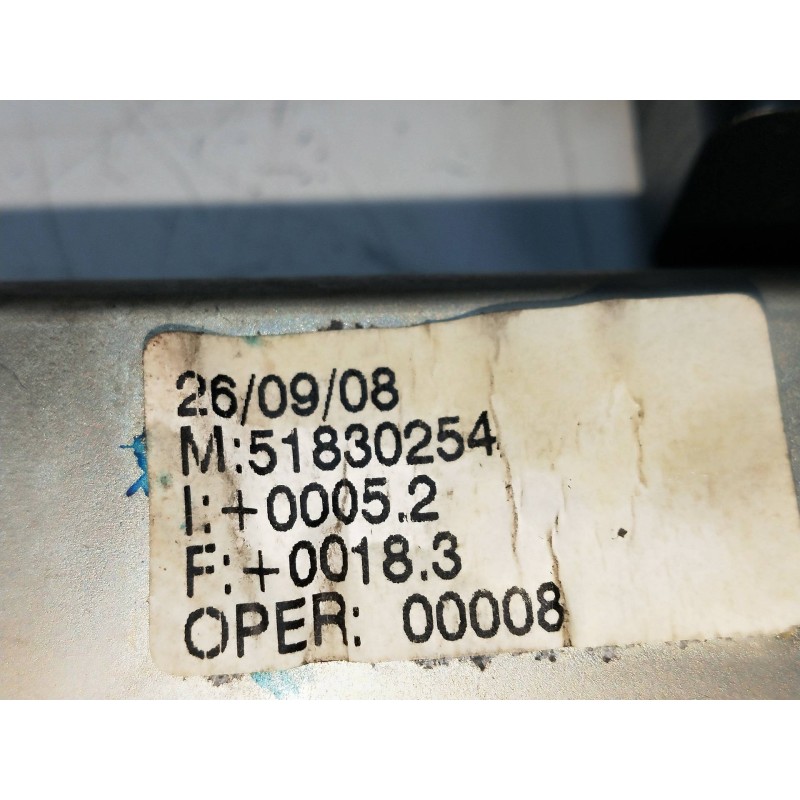 26/09/08
M:51830254
I:+0005.2
F:+0018.3
OPER: 00008